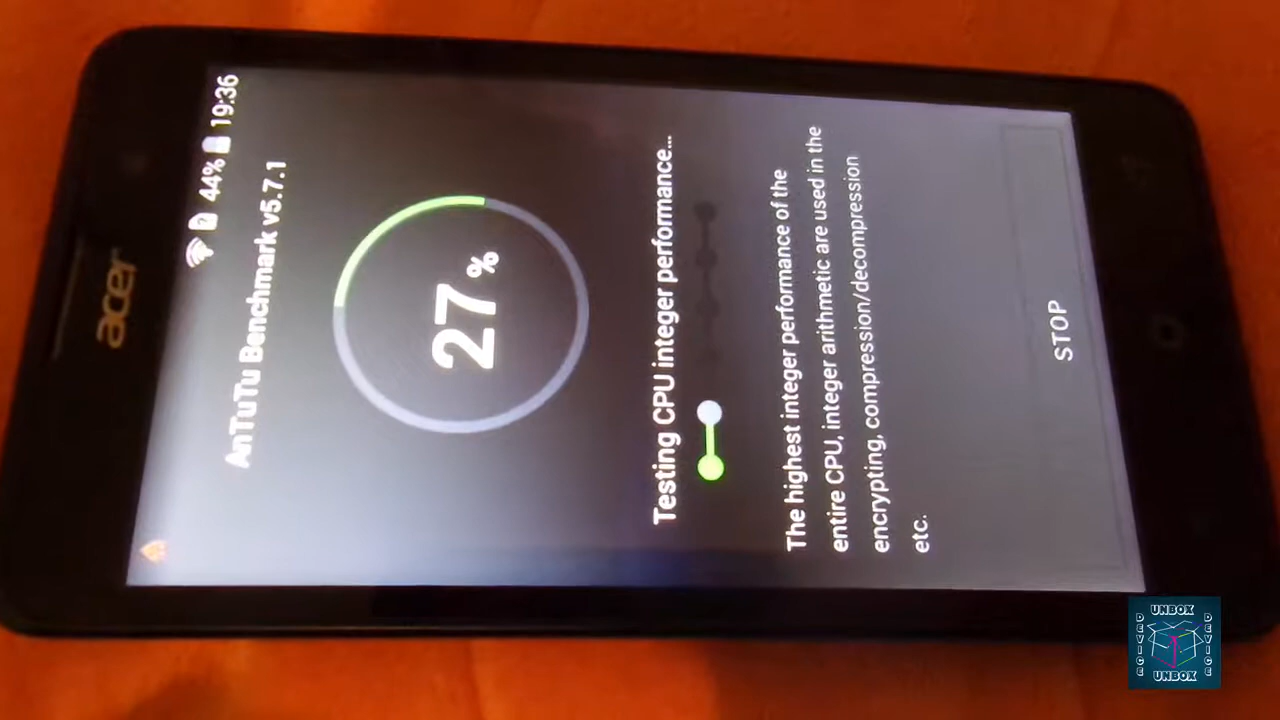 acer
44% 19:36
AnTuTu Benchmark v5.7.1
27%
Testing CPU integer performance...
The highest integer performance of the
entire CPU, integer arithmetic are used in the
encrypting, compression/decompression
etc.
STOP
UNBOX
DEVICE
DEVICE
UNBOX